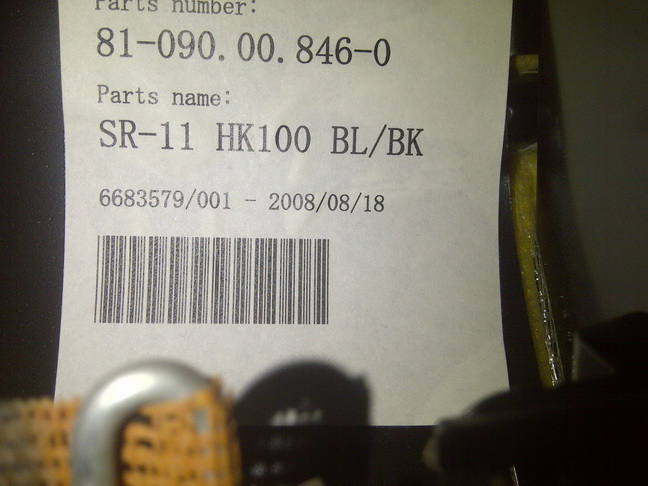 Parts number:
81-090.00.846-0
Parts name:
SR-11 HK100 BL/BK
6683579/001 - 2008/08/18